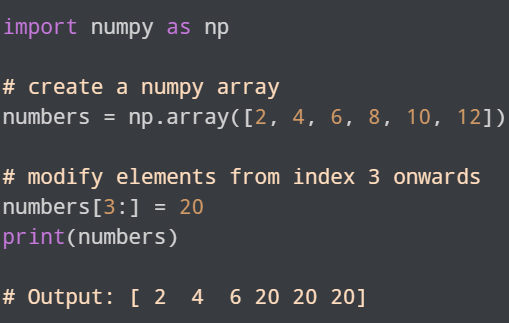 import numpy as np
# create a numpy array
numbers = np.array([2, 4, 6, 8, 10, 12])
# modify elements from index 3 onwards
numbers[3:] = 20
print(numbers)
# Output: [ 2  4  6 20 20 20]